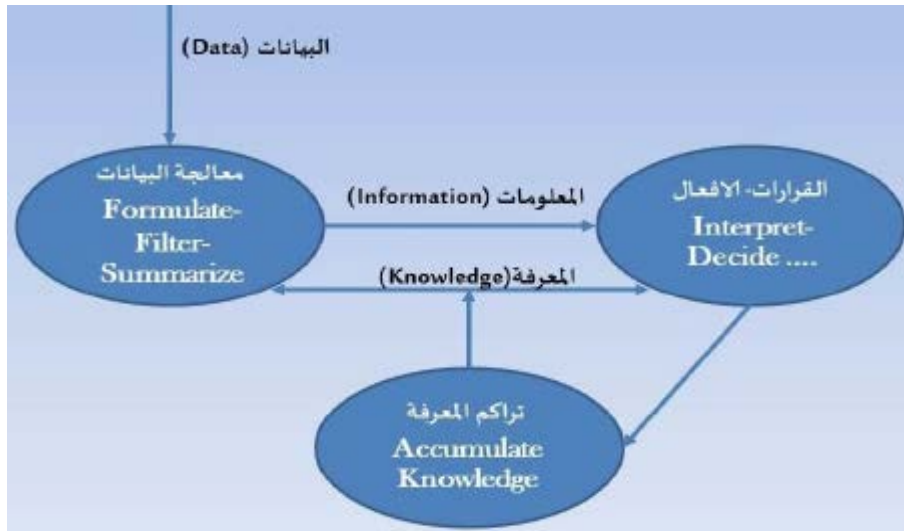 البيانات (Data)
معالجة البيانات
Formulate-
Filter-
Summarize
المعلومات (Information)
القرارات- الافعال
Interpret-
Decide ....
المعرفة(Knowledge)
تراكم المعرفة
Accumulate
Knowledge